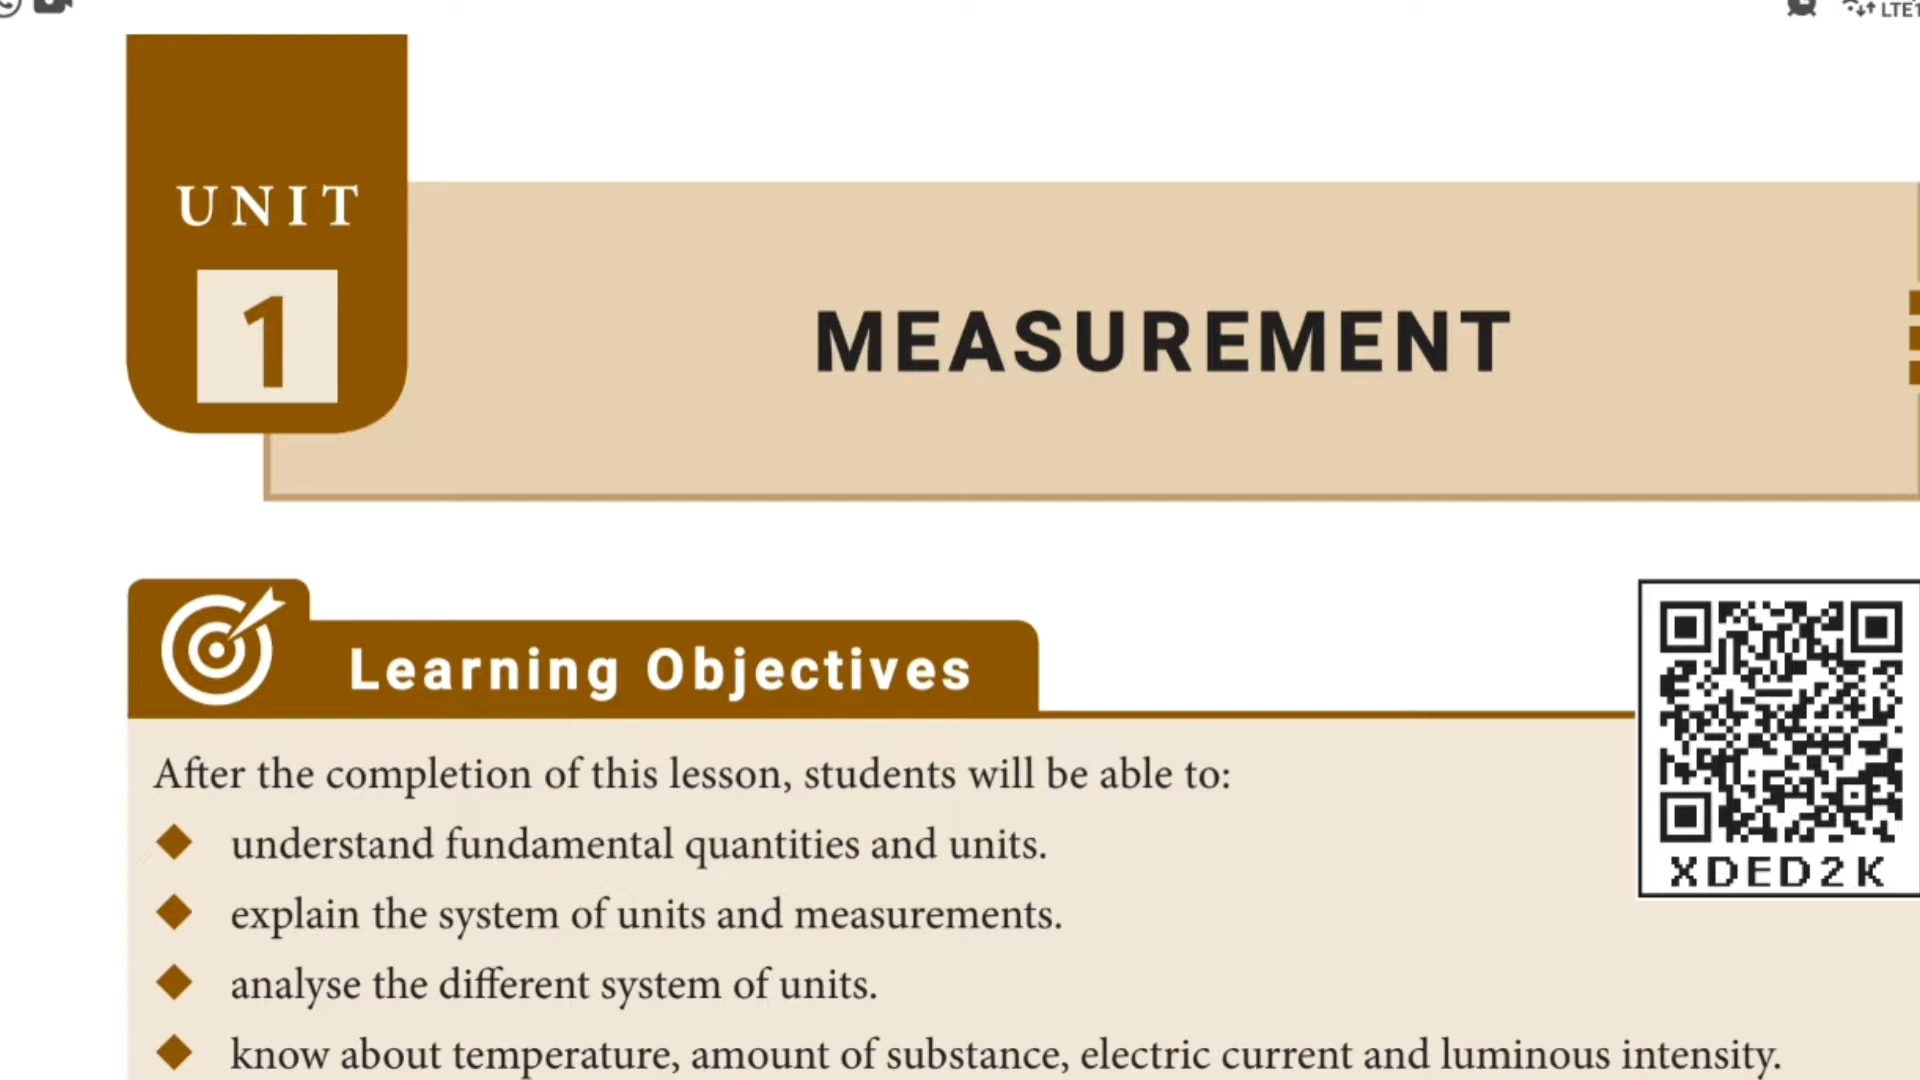 LTE1
UNIT
1
MEASUREMENT
Learning Objectives
XDED2K
After the completion of this lesson, students will be able to:
understand fundamental quantities and units.
explain the system of units and measurements.
analyse the different system of units.
know about temperature, amount of substance, electric current and luminous intensity.